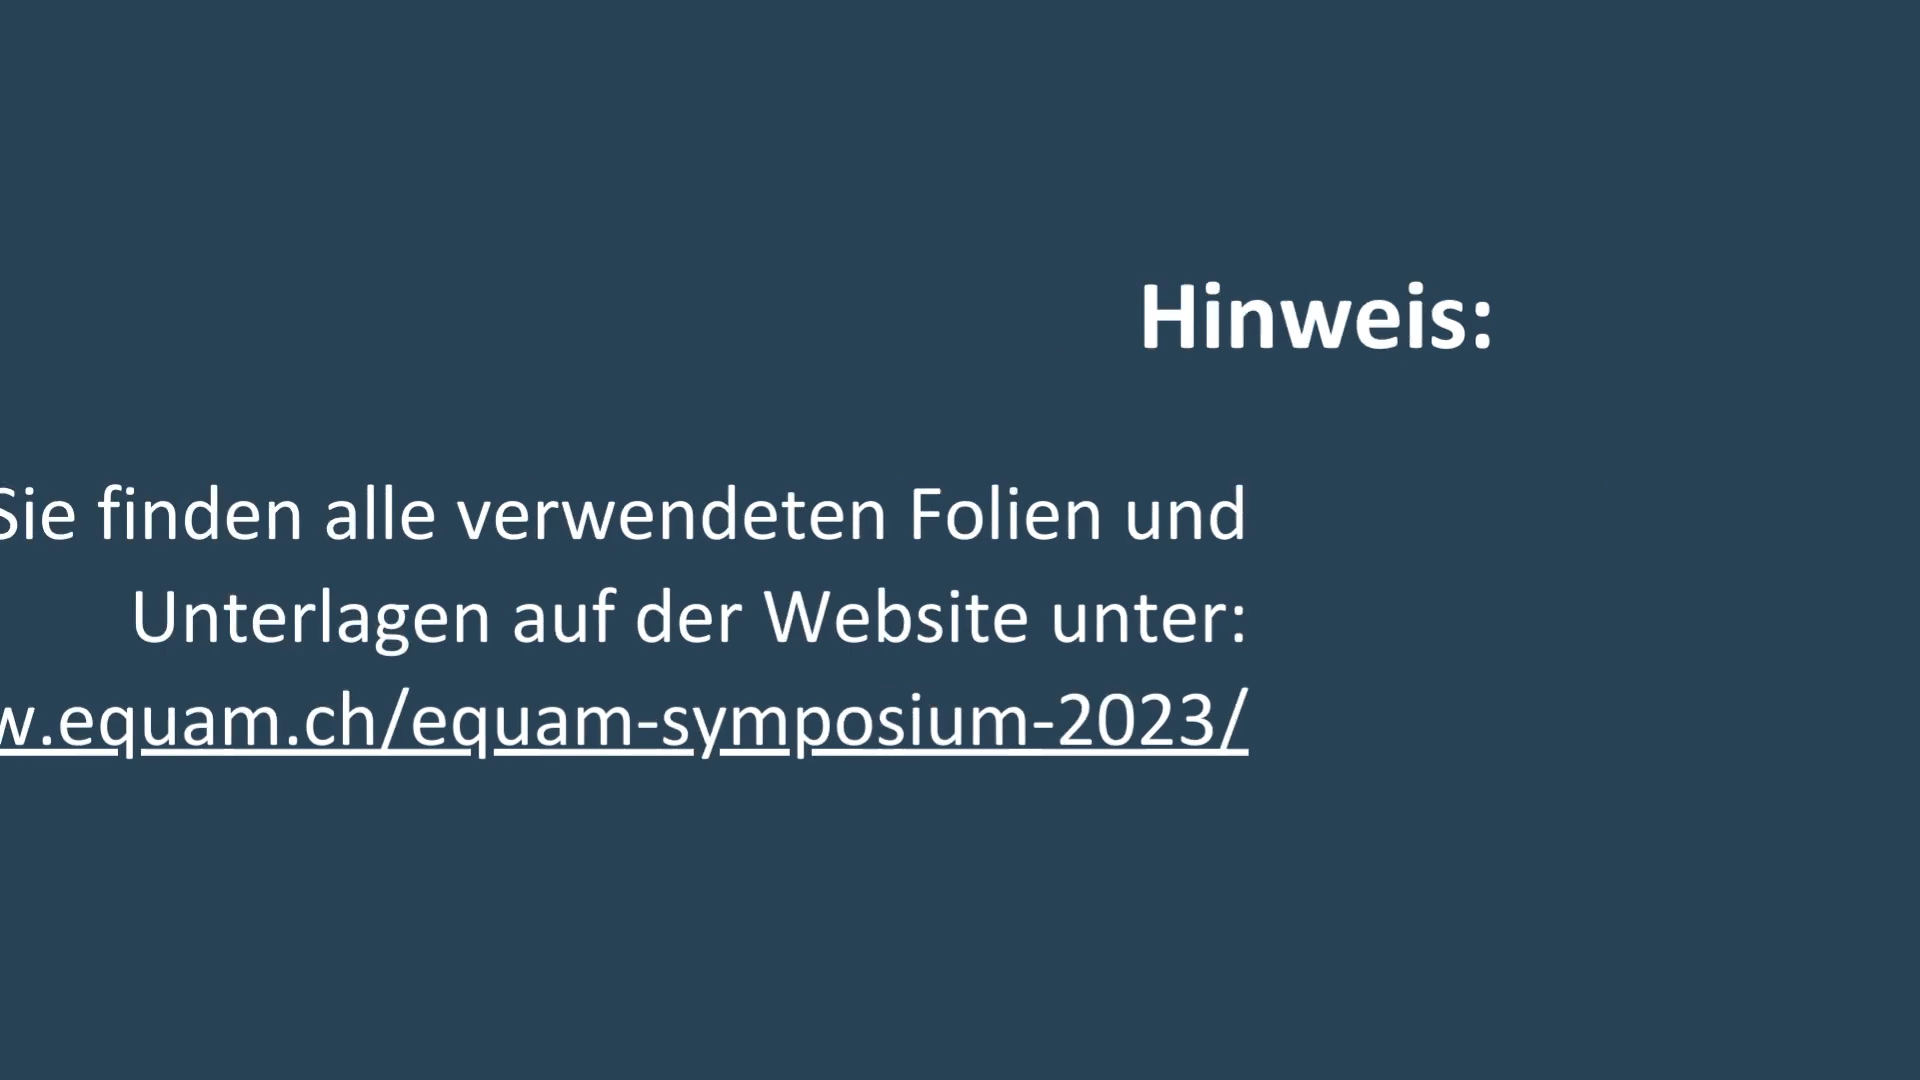 Hinweis:
Sie finden alle verwendeten Folien und
Unterlagen auf der Website unter:
w.equam.ch/equam-symposium-2023/